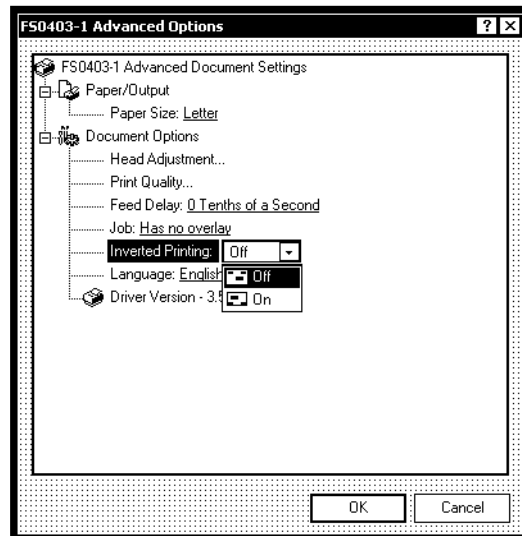 FS0403-1 Advanced Options
FS0403-1 Advanced Document Settings
Paper/Output
Paper Size: Letter
Document Options
Head Adjustment...
Print Quality...
Feed Delay: 0 Tenths of a Second
Job: Has no overlay
Inverted Printing: Off
Language: English
Off
Driver Version - 3.5
On
OK Cancel